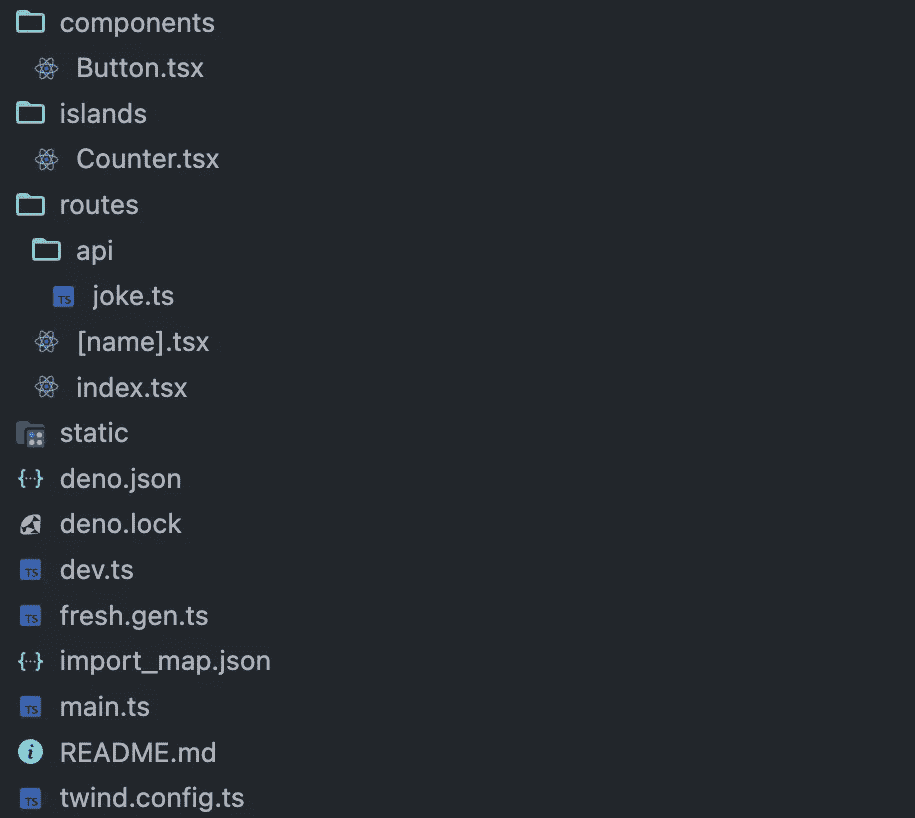 components
Button.tsx
islands
Counter.tsx
routes
api
TS joke.ts
[name].tsx
index.tsx
static
{··} deno.json
deno.lock
TS dev.ts
TS fresh.gen.ts
{··} import_map.json
TS main.ts
i README.md
TS twind.config.ts